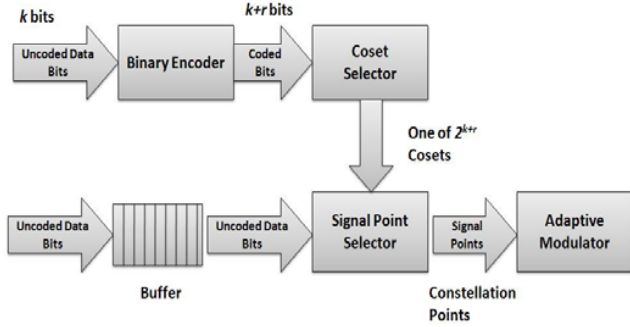 k bits
k+r bits
Uncoded Data
Bits
Binary Encoder
Coded
Bits
Coset
Selector
One of 2^{k+r}
Cosets
Uncoded Data
Bits
Buffer
Uncoded Data
Bits
Signal Point
Selector
Signal
Points
Constellation
Points
Adaptive
Modulator